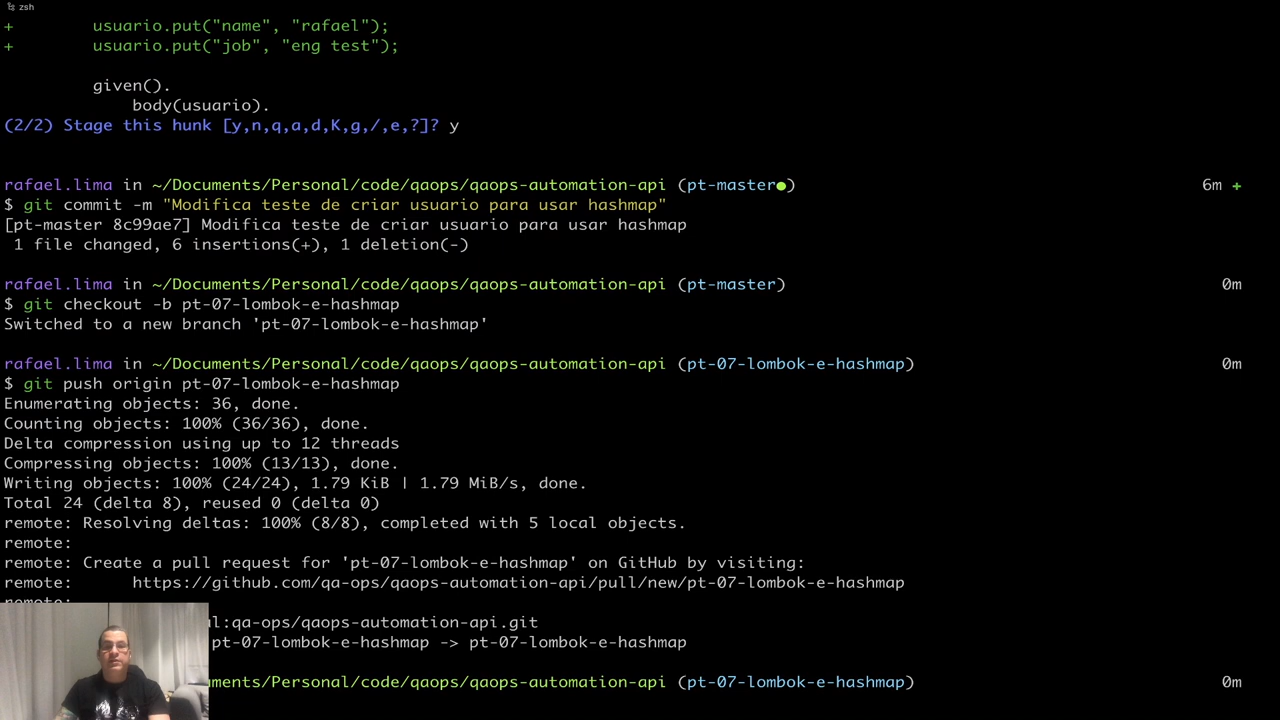 zsh
+ usuario.put("name", "rafael");
+ usuario.put("job", "eng test");
given().
body(usuario).
(2/2) Stage this hunk [y,n,q,a,d,K,g,/,e,?]? y
rafael.lima in ~/Documents/Personal/code/qaops/qaops-automation-api (pt-master●) 6m +
$ git commit -m "Modifica teste de criar usuario para usar hashmap"
[pt-master 8c99ae7] Modifica teste de criar usuario para usar hashmap
1 file changed, 6 insertions(+), 1 deletion(-)
rafael.lima in ~/Documents/Personal/code/qaops/qaops-automation-api (pt-master) 0m
$ git checkout -b pt-07-lombok-e-hashmap
Switched to a new branch 'pt-07-lombok-e-hashmap'
rafael.lima in ~/Documents/Personal/code/qaops/qaops-automation-api (pt-07-lombok-e-hashmap) 0m
$ git push origin pt-07-lombok-e-hashmap
Enumerating objects: 36, done.
Counting objects: 100% (36/36), done.
Delta compression using up to 12 threads
Compressing objects: 100% (13/13), done.
Writing objects: 100% (24/24), 1.79 KiB | 1.79 MiB/s, done.
Total 24 (delta 8), reused 0 (delta 0)
remote: Resolving deltas: 100% (8/8), completed with 5 local objects.
remote:
remote: Create a pull request for 'pt-07-lombok-e-hashmap' on GitHub by visiting:
remote: https://github.com/qa-ops/qaops-automation-api/pull/new/pt-07-lombok-e-hashmap
remote:
l:qa-ops/qaops-automation-api.git
pt-07-lombok-e-hashmap -> pt-07-lombok-e-hashmap
ments/Personal/code/qaops/qaops-automation-api (pt-07-lombok-e-hashmap) 0m